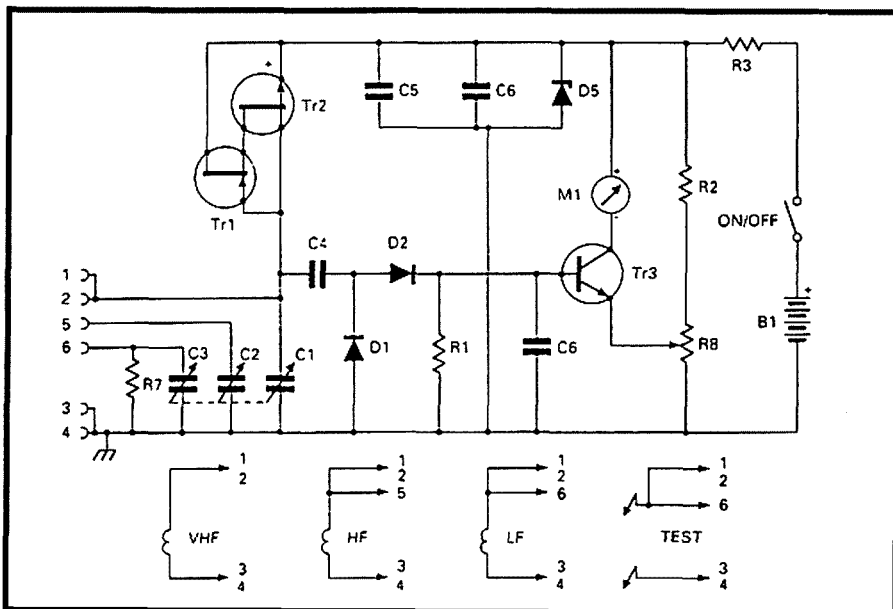 R3
C5
C6
D5
+
Tr2
Tr1
M1
+
-
R2
ON/OFF
C4
D2
Tr3
+
B1
1
2
5
6
3
4
C3
C2
C1
R7
D1
R1
C6
R8
VHF
1
2
3
4
HF
1
2
5
3
4
LF
1
2
6
3
4
TEST
1
2
6
3
4